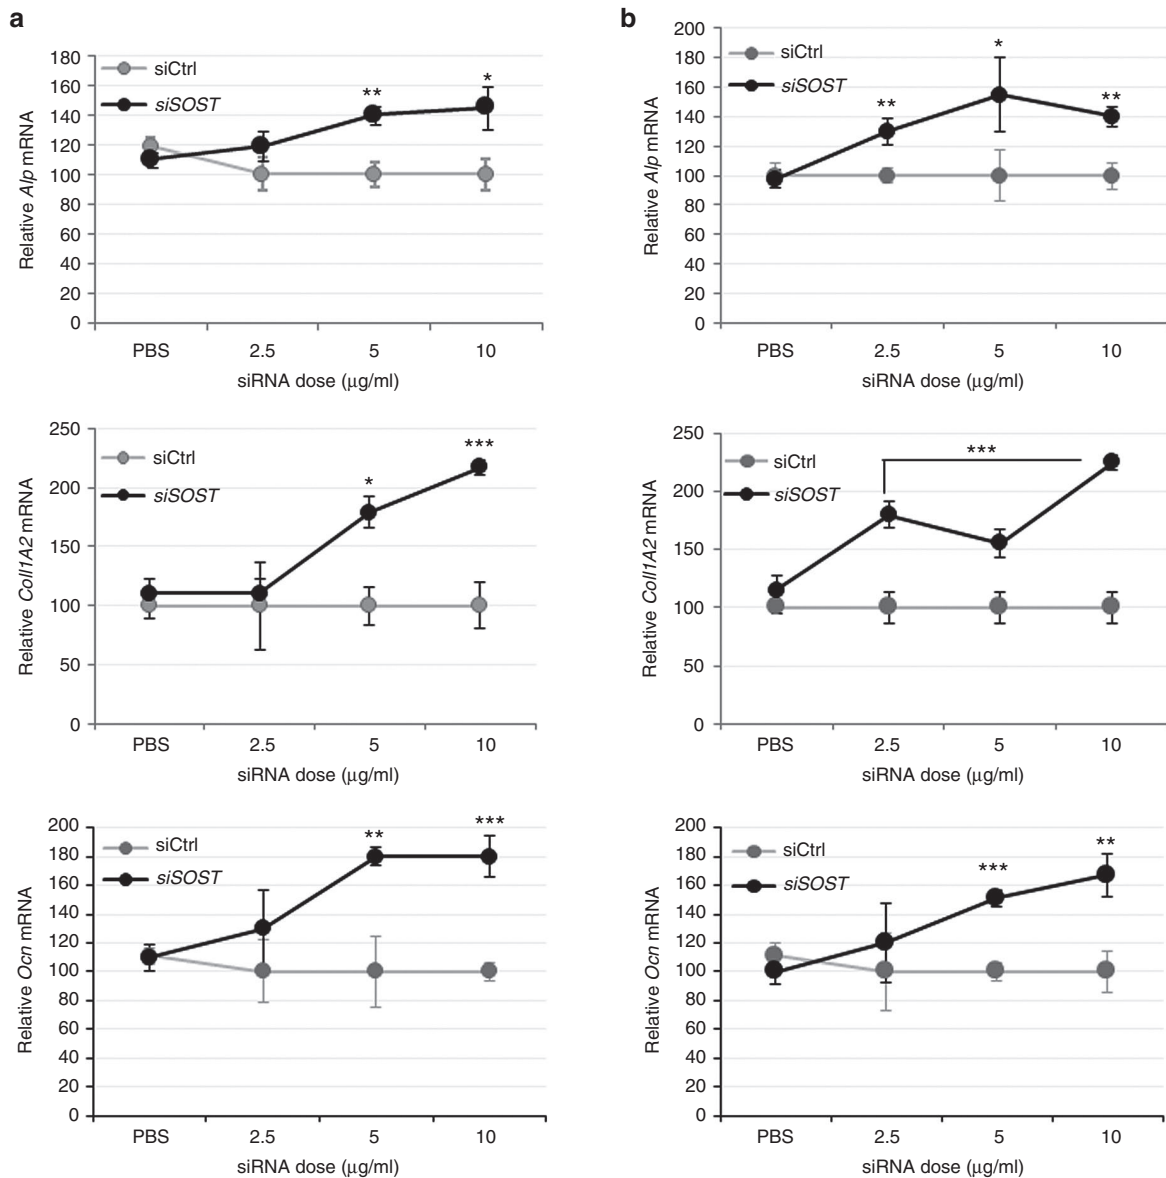 a
180
160
140
120
100
80
60
40
20
0
Relative Alp mRNA
siCtrl
siSOST
**
*
PBS 2.5 5 10
siRNA dose (μg/ml)
b
200
180
160
140
120
100
80
60
40
20
0
Relative Alp mRNA
siCtrl
siSOST
**
*
**
PBS 2.5 5 10
siRNA dose (μg/ml)
250
200
150
100
50
0
Relative Coll1A2 mRNA
siCtrl
siSOST
*
***
PBS 2.5 5 10
siRNA dose (μg/ml)
250
200
150
100
50
0
Relative Coll1A2 mRNA
siCtrl
siSOST
***
PBS 2.5 5 10
siRNA dose (μg/ml)
200
180
160
140
120
100
80
60
40
20
0
Relative Ocn mRNA
siCtrl
siSOST
**
***
PBS 2.5 5 10
siRNA dose (μg/ml)
200
180
160
140
120
100
80
60
40
20
0
Relative Ocn mRNA
siCtrl
siSOST
***
**
PBS 2.5 5 10
siRNA dose (μg/ml)